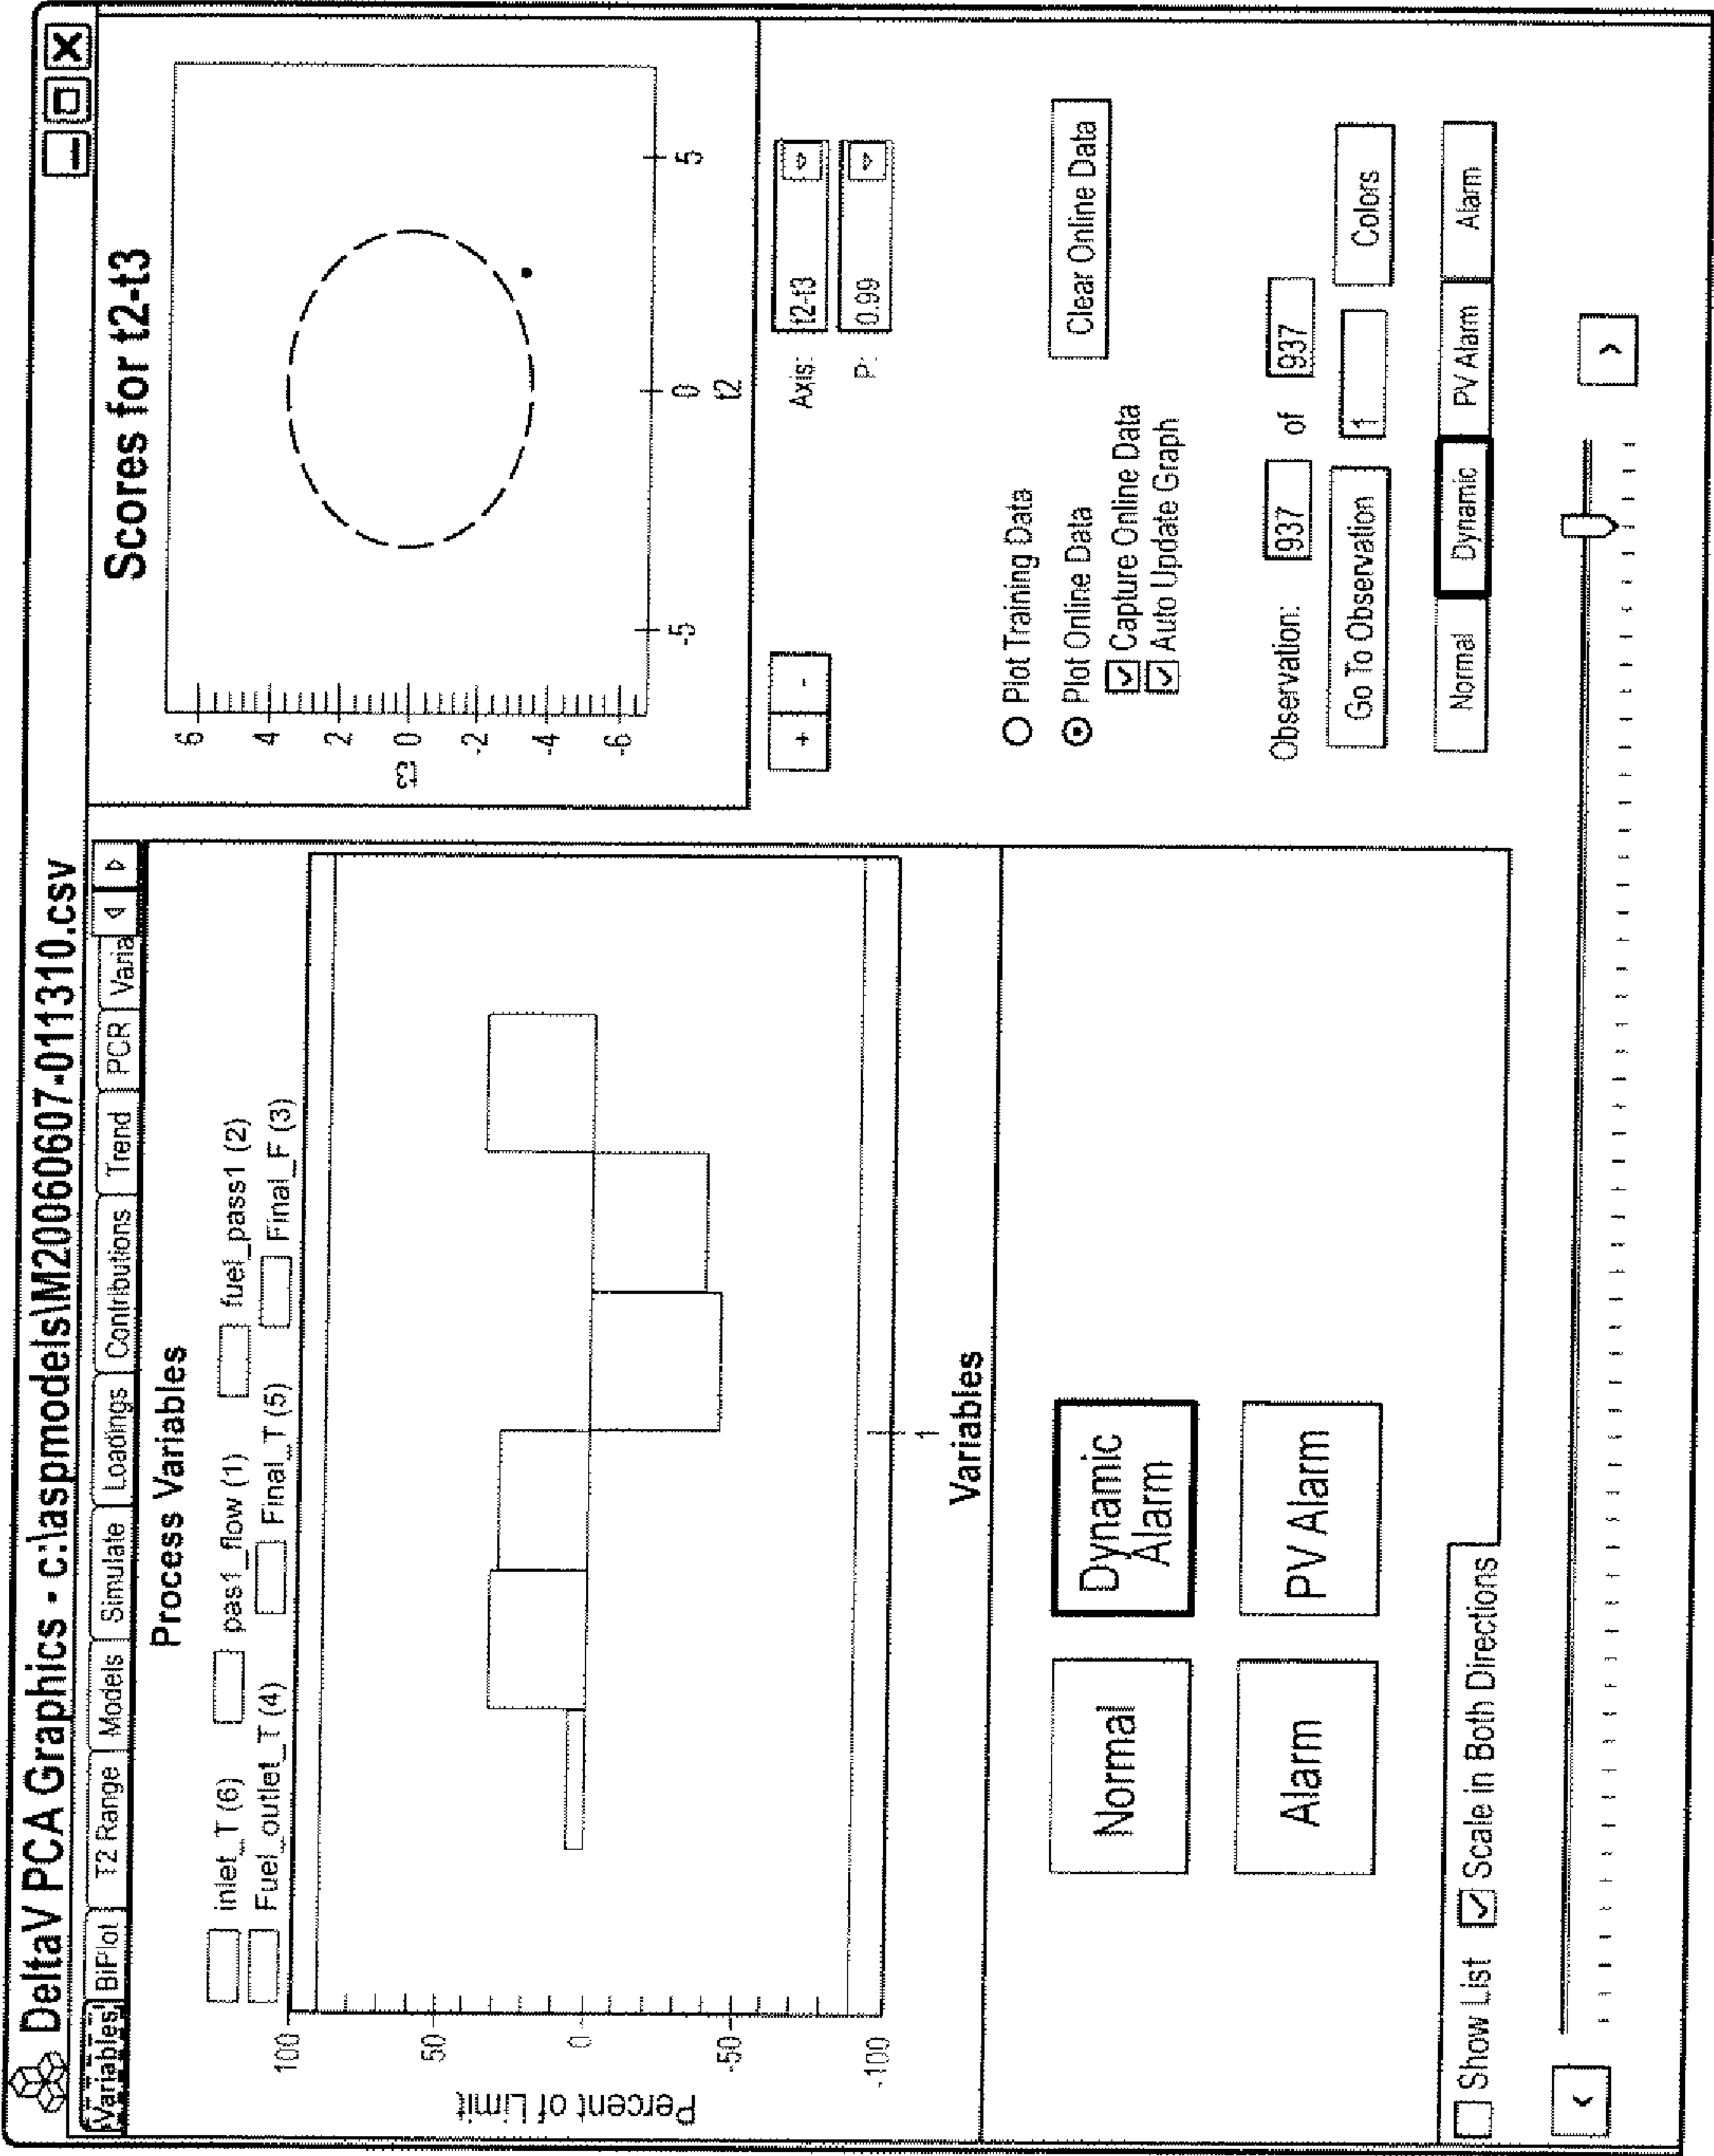 DeltaV PCA Graphics - c:\aspmodels\M20060607-011310.csv
Variables BiPlot T2 Range Models Simulate Loadings Contributions Trend PCR Varia
Process Variables
inlet_T (6) pas1_flow (1) fuel_pass1 (2)
Fuel_outlet_T (4) Final_T (5) Final_F (3)
Percent of Limit
100
50
0
-50
-100
1
Variables
Normal
Dynamic
Alarm
Alarm
PV Alarm
Show List Scale in Both Directions
Scores for t2-t3
t3
6
4
2
0
-2
-4
-6
-5 0 5
t2
+ -
Axis: t2-t3
P: 0.99
Plot Training Data
Plot Online Data
Capture Online Data
Auto Update Graph
Clear Online Data
Observation: 937 of 937
Go To Observation 1 Colors
Normal Dynamic PV Alarm Alarm
< >